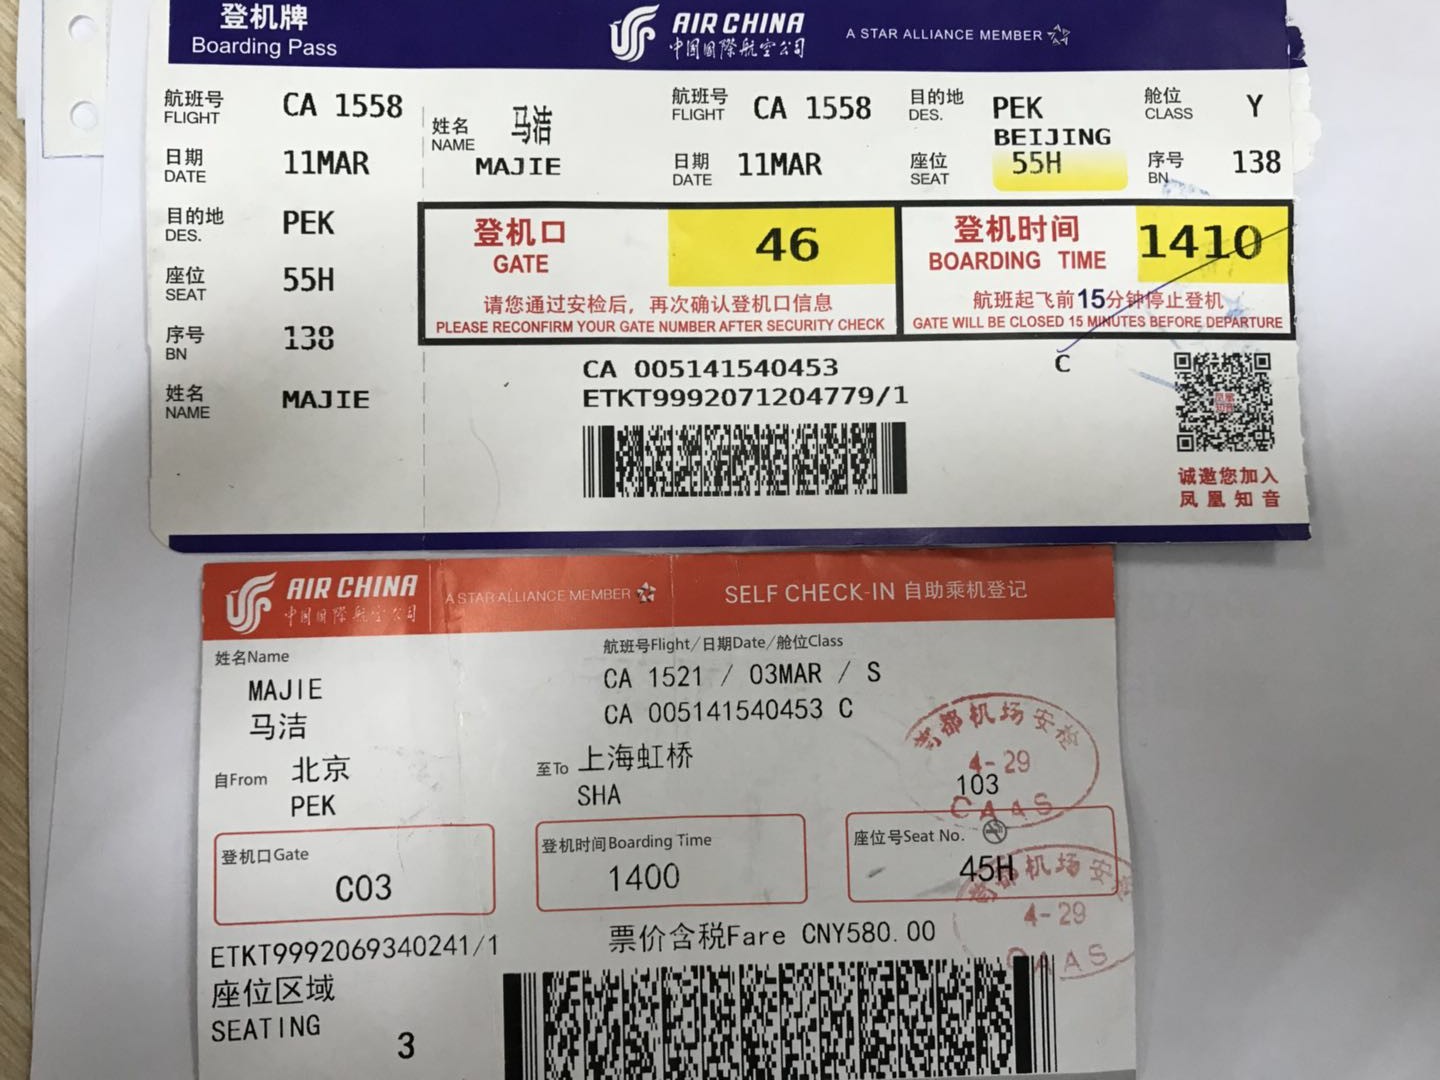 登机牌
Boarding Pass
AIR CHINA
中国国际航空公司
A STAR ALLIANCE MEMBER
航班号
FLIGHT
CA 1558
日期
DATE
11MAR
目的地
DES.
PEK
座位
SEAT
55H
序号
BN
138
姓名
NAME
MAJIE
姓名
NAME
马洁
MAJIE
航班号
FLIGHT
CA 1558
目的地
DES.
PEK
BEIJING
舱位
CLASS
Y
日期
DATE
11MAR
座位
SEAT
55H
序号
BN
138
登机口
GATE
46
请您通过安检后，再次确认登机口信息
PLEASE RECONFIRM YOUR GATE NUMBER AFTER SECURITY CHECK
登机时间
BOARDING TIME
1410
航班起飞前15分钟停止登机
GATE WILL BE CLOSED 15 MINUTES BEFORE DEPARTURE
CA 005141540453
C
ETKT9992071204779/1
诚邀您加入
凤凰知音
AIR CHINA
中国国际航空公司
A STAR ALLIANCE MEMBER
SELF CHECK-IN 自助乘机登记
姓名Name
MAJIE
马洁
航班号Flight/日期Date/舱位Class
CA 1521 / 03MAR / S
CA 005141540453 C
自From 北京
PEK
至To 上海虹桥
SHA
103
首都机场安检
4-29
CAAS
登机口Gate
C03
登机时间Boarding Time
1400
座位号Seat No.
45H
首都机场安检
4-29
CAAS
ETKT9992069340241/1
票价含税Fare CNY580.00
座位区域
SEATING
3